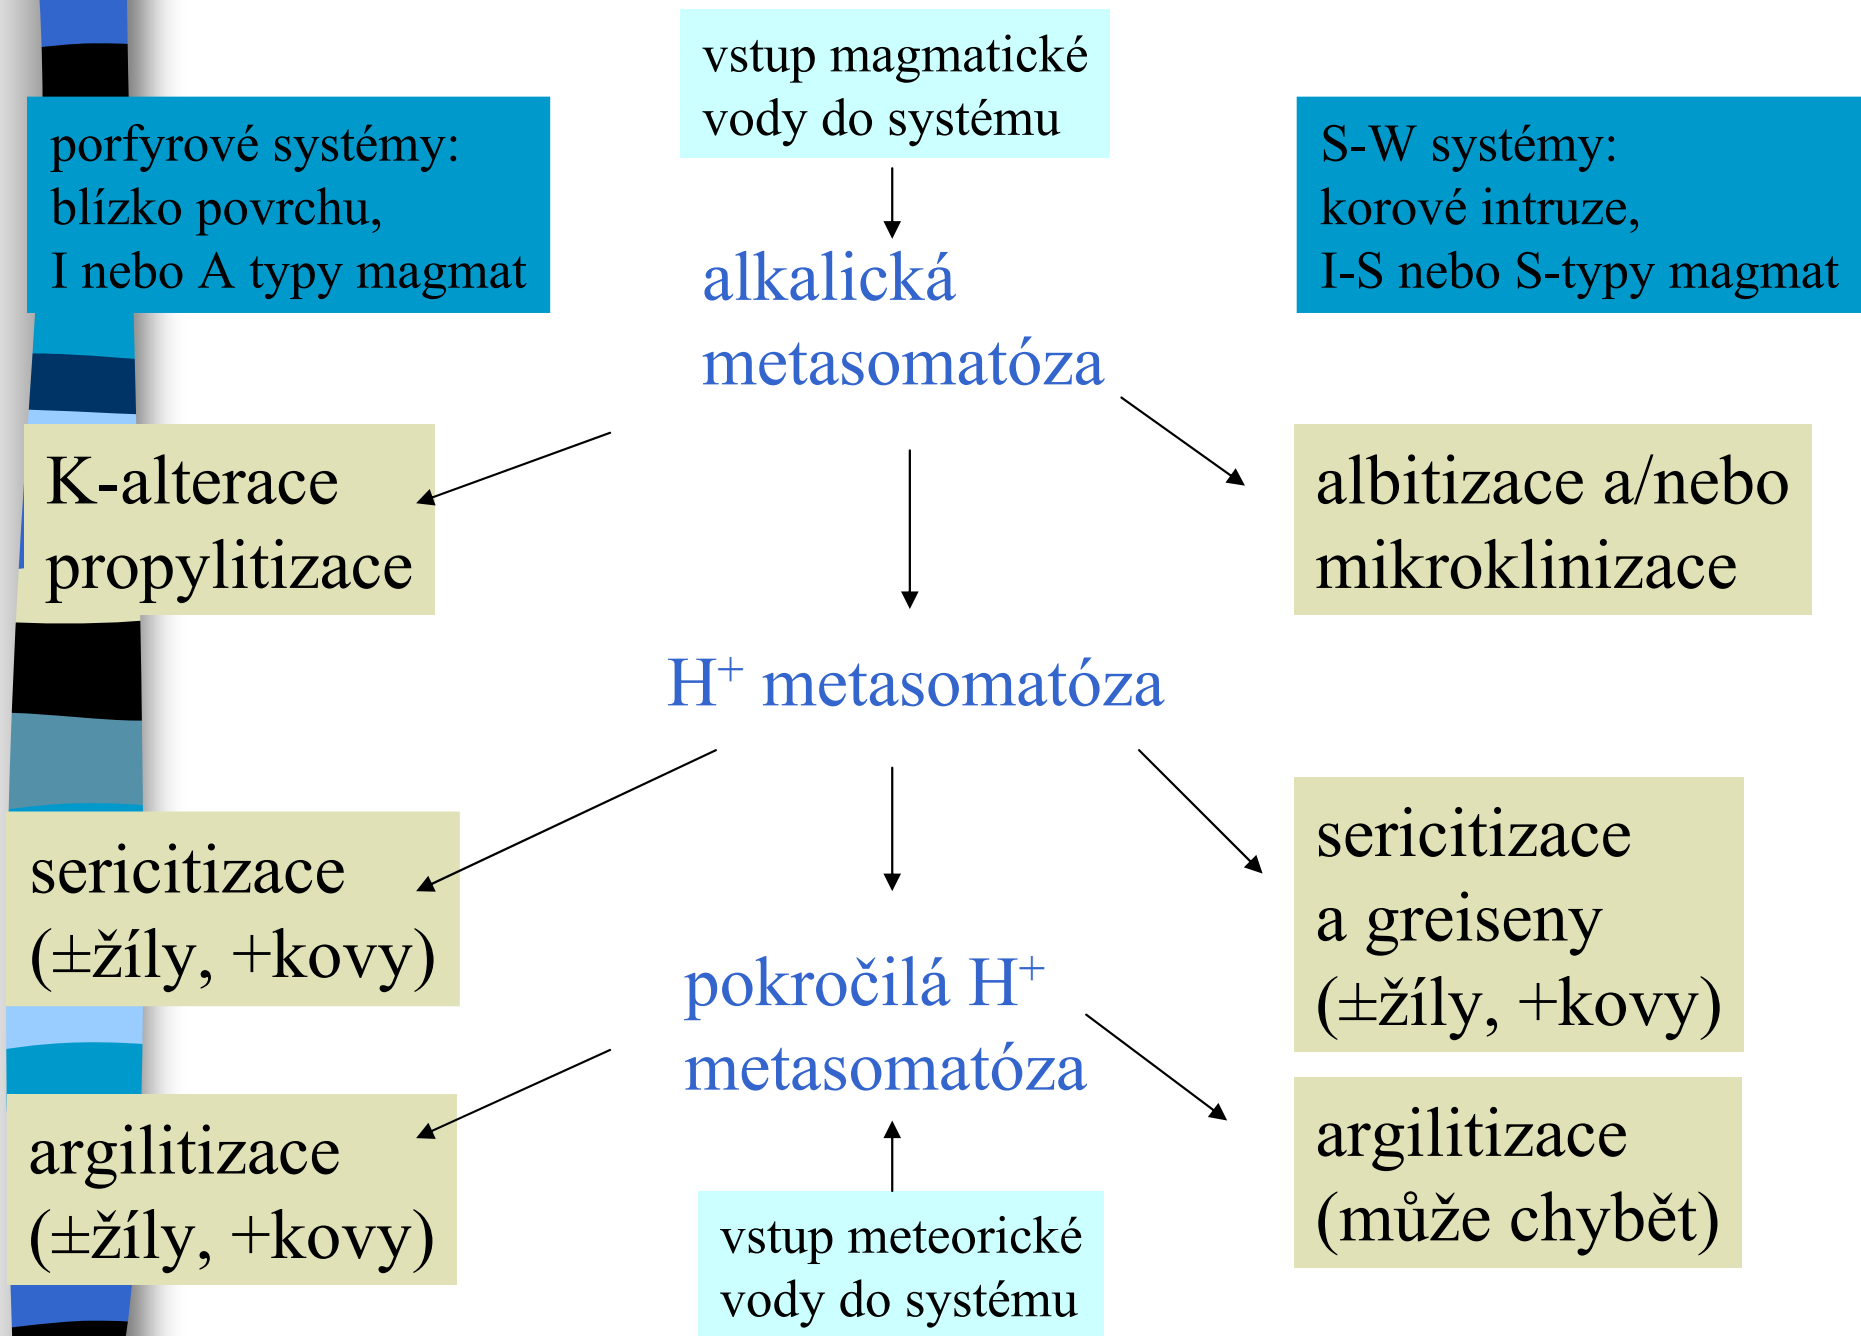 vstup magmatické
vody do systému
porfyrové systémy:
blízko povrchu,
I nebo A typy magmat
S-W systémy:
korové intruze,
I-S nebo S-typy magmat
alkalická
metasomatóza
K-alterace
propylitizace
albitizace a/nebo
mikroklinizace
H⁺ metasomatóza
sericitizace
(±žíly, +kovy)
sericitizace
a greiseny
(±žíly, +kovy)
pokročilá H⁺
metasomatóza
argilitizace
(±žíly, +kovy)
argilitizace
(může chybět)
vstup meteorické
vody do systému